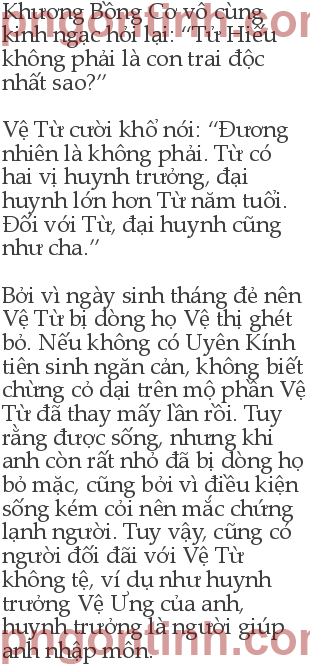 Khương Bồng Cơ vô cùng
kinh ngạc hỏi lại: “Tử Hiếu
không phải là con trai độc
nhất sao?”
Vệ Từ cười khổ nói: “Đương
nhiên là không phải. Từ có
hai vị huynh trưởng, đại
huynh lớn hơn Từ năm tuổi.
Đối với Từ, đại huynh cũng
như cha.”
Bởi vì ngày sinh tháng đẻ nên
Vệ Từ bị dòng họ Vệ thị ghét
bỏ. Nếu không có Uyên Kính
tiên sinh ngăn cản, không biết
chừng cỏ dại trên mộ phần Vệ
Từ đã thay mấy lần rồi. Tuy
rằng được sống, nhưng khi
anh còn rất nhỏ đã bị dòng họ
bỏ mặc, cũng bởi vì điều kiện
sống kém cỏi nên mắc chứng
lạnh người. Tuy vậy, cũng có
người đối đãi với Vệ Từ
không tệ, ví dụ như huynh
trưởng Vệ Ưng của anh,
huynh trưởng là người giúp
anh nhập môn.